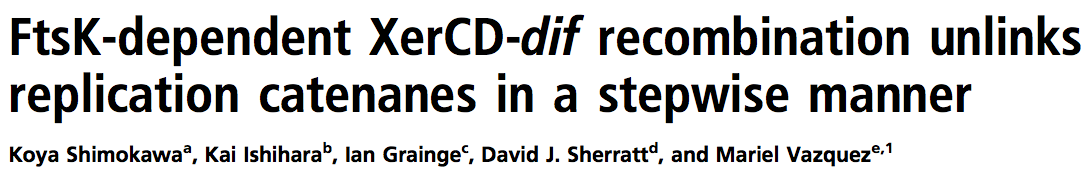 FtsK-dependent XerCD-dif recombination unlinks
replication catenanes in a stepwise manner
Koya Shimokawaa, Kai Ishiharab, Ian Graingec, David J. Sherrattd, and Mariel Vazqueze,1